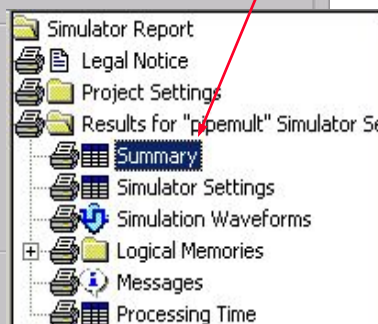 Simulator Report
Legal Notice
Project Settings
Results for "pipemult" Simulator Se
Summary
Simulator Settings
Simulation Waveforms
Logical Memories
Messages
Processing Time